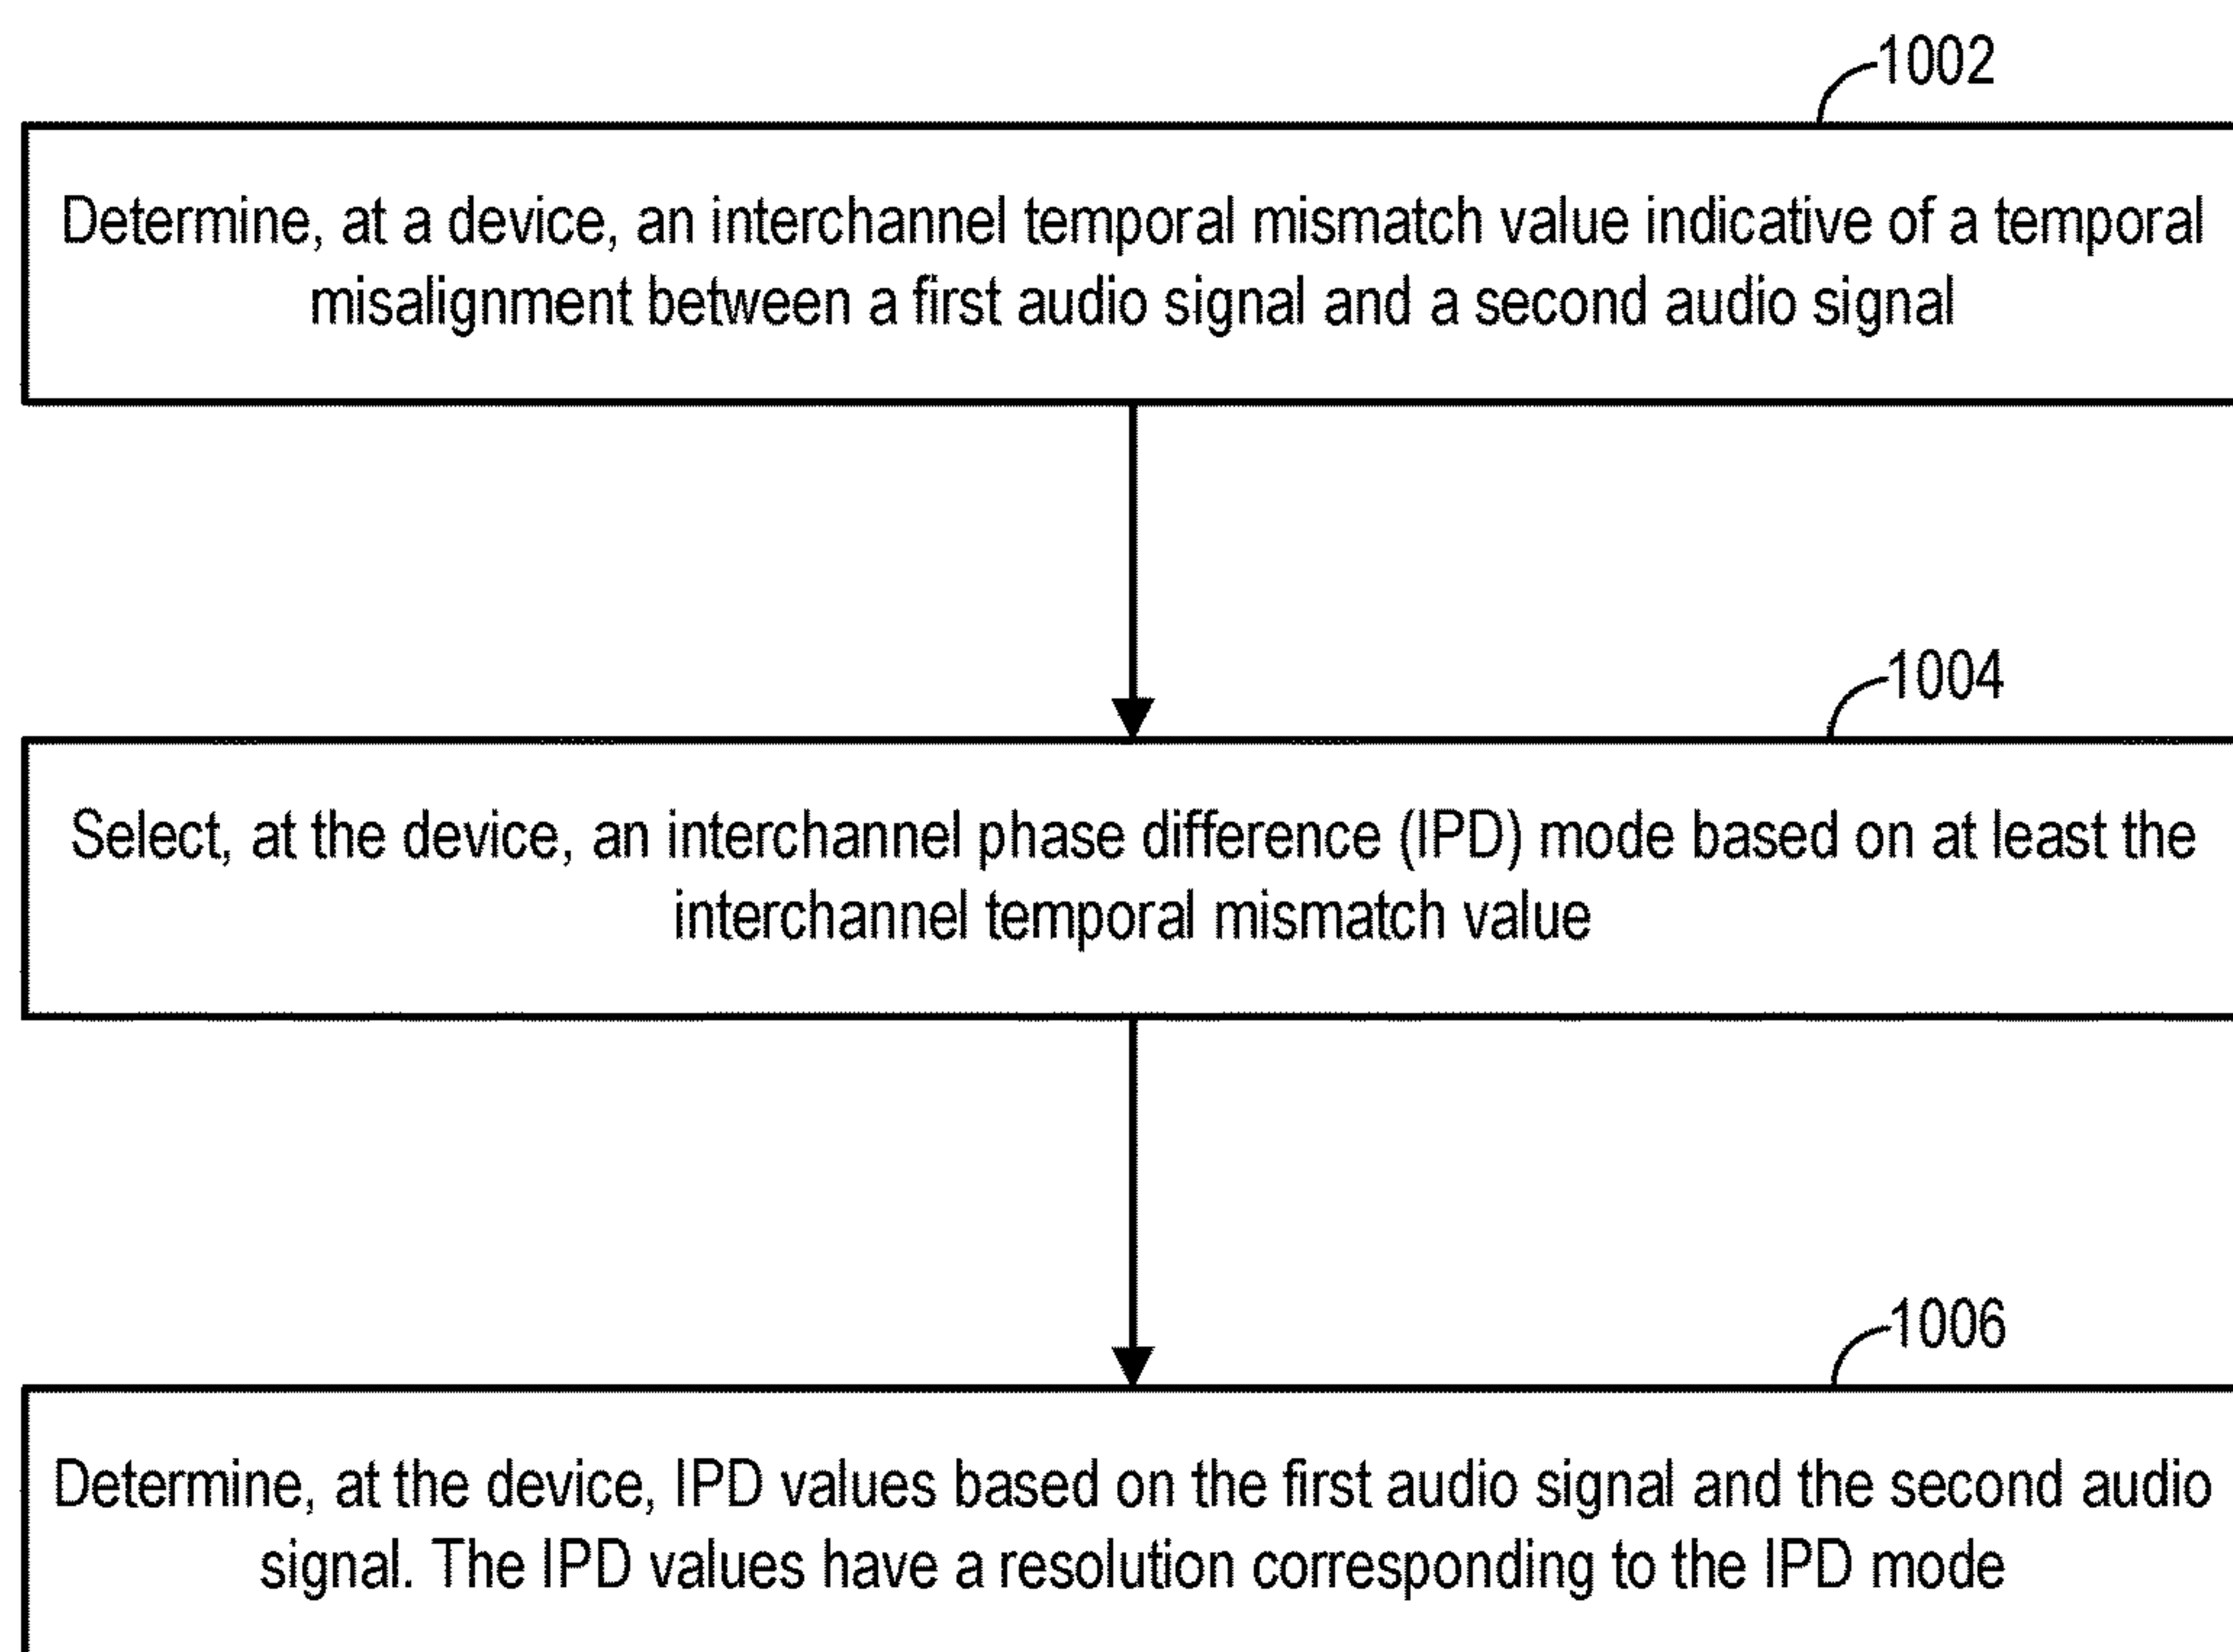 1002
Determine, at a device, an interchannel temporal mismatch value indicative of a temporal
misalignment between a first audio signal and a second audio signal
1004
Select, at the device, an interchannel phase difference (IPD) mode based on at least the
interchannel temporal mismatch value
1006
Determine, at the device, IPD values based on the first audio signal and the second audio
signal. The IPD values have a resolution corresponding to the IPD mode